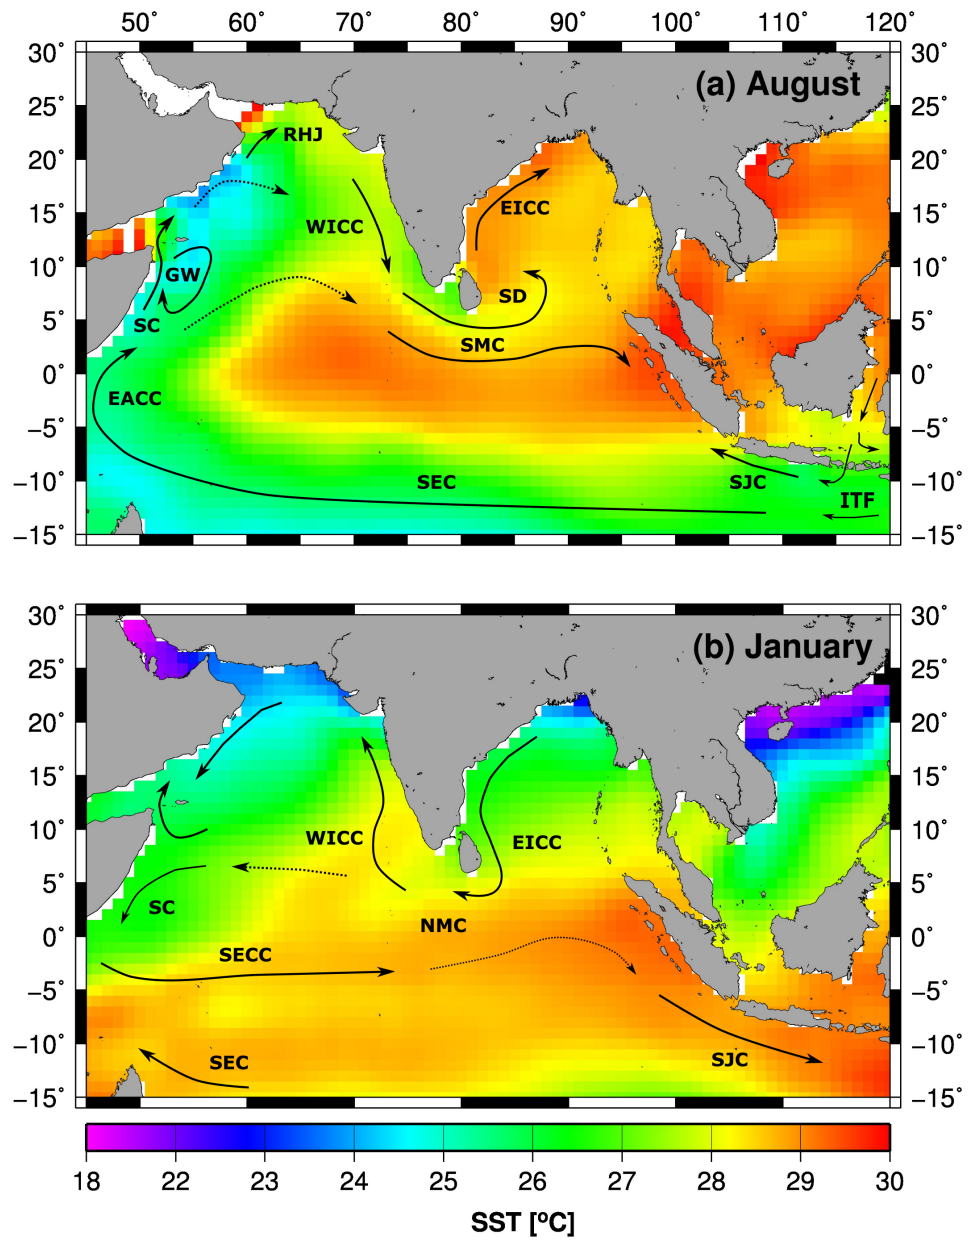 50° 60° 70° 80° 90° 100° 110° 120°
30° 30°
(a) August
25° 25°
RHJ
20° 20°
EICC
15° 15°
WICC
10° 10°
GW
SD
SC
5° 5°
SMC
0° 0°
EACC
−5° −5°
SEC SJC
−10° −10°
ITF
−15° −15°
30° 30°
(b) January
25° 25°
20° 20°
15° 15°
10° 10°
WICC EICC
5° 5°
SC
NMC
0° 0°
SECC
−5° −5°
−10° −10°
SEC SJC
−15° −15°
18 22 23 24 25 26 27 28 29 30
SST [ºC]